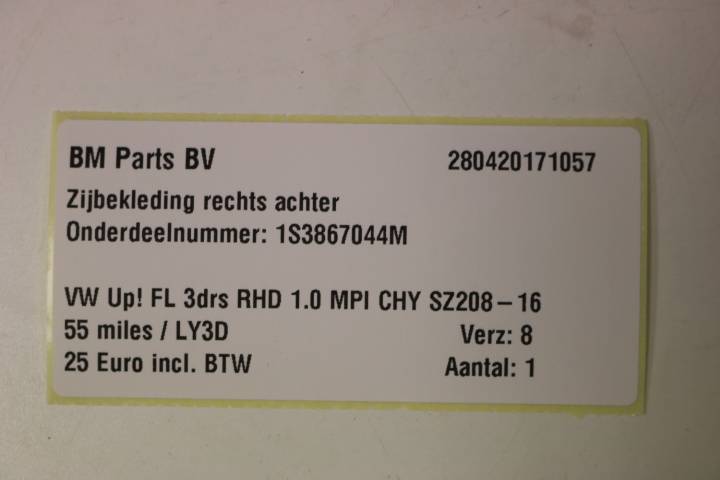 BM Parts BV 280420171057
Zijbekleding rechts achter
Onderdeelnummer: 1S3867044M
VW Up! FL 3drs RHD 1.0 MPI CHY SZ208 – 16
55 miles / LY3D Verz: 8
25 Euro incl. BTW Aantal: 1